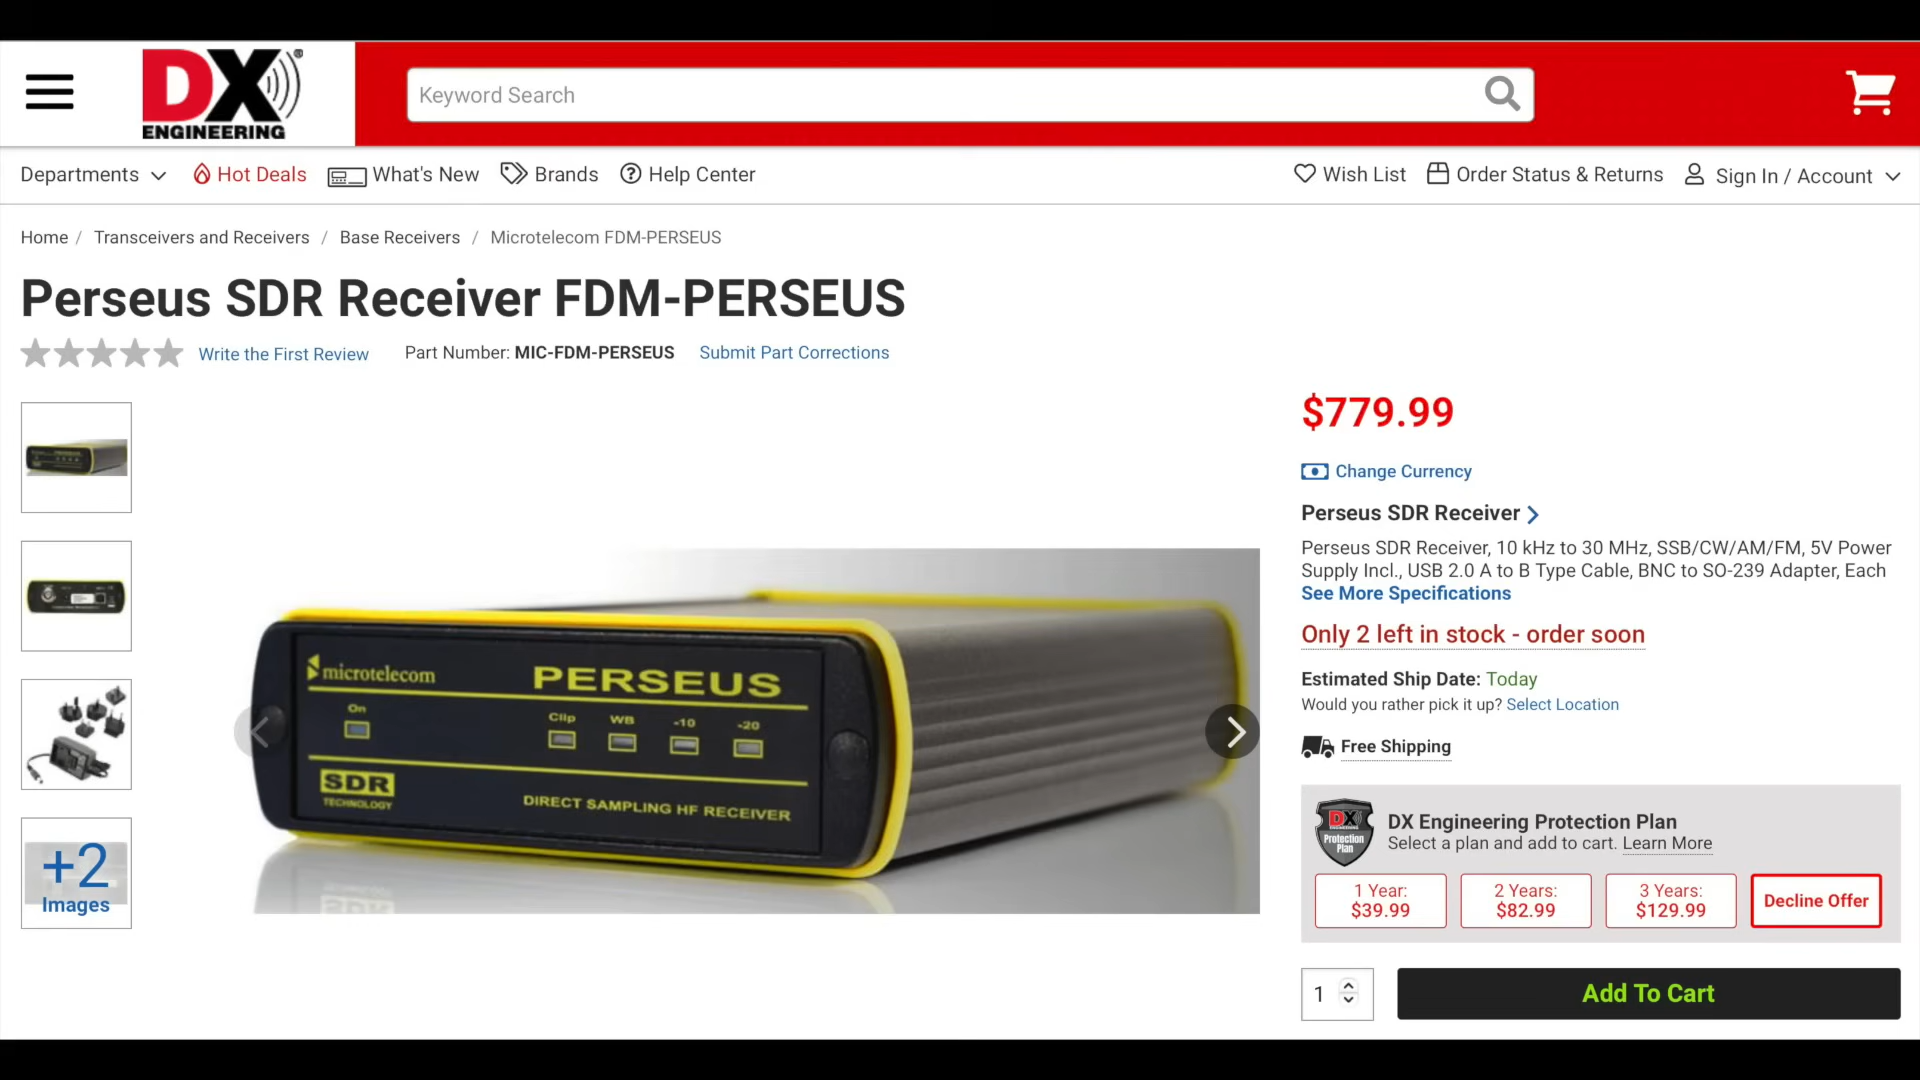 DX
ENGINEERING
Keyword Search
Departments
Hot Deals
What's New
Brands
Help Center
Wish List
Order Status & Returns
Sign In / Account
Home / Transceivers and Receivers / Base Receivers / Microtelecom FDM-PERSEUS
Perseus SDR Receiver FDM-PERSEUS
Write the First Review
Part Number: MIC-FDM-PERSEUS
Submit Part Corrections
+2
Images
microtelecom
PERSEUS
On
Clip
WB
-10
-20
SDR
TECHNOLOGY
DIRECT SAMPLING HF RECEIVER
$779.99
Change Currency
Perseus SDR Receiver
Perseus SDR Receiver, 10 kHz to 30 MHz, SSB/CW/AM/FM, 5V Power
Supply Incl., USB 2.0 A to B Type Cable, BNC to SO-239 Adapter, Each
See More Specifications
Only 2 left in stock - order soon
Estimated Ship Date: Today
Would you rather pick it up? Select Location
Free Shipping
DX
ENGINEERING
Protection
Plan
DX Engineering Protection Plan
Select a plan and add to cart. Learn More
1 Year:
$39.99
2 Years:
$82.99
3 Years:
$129.99
Decline Offer
1
Add To Cart